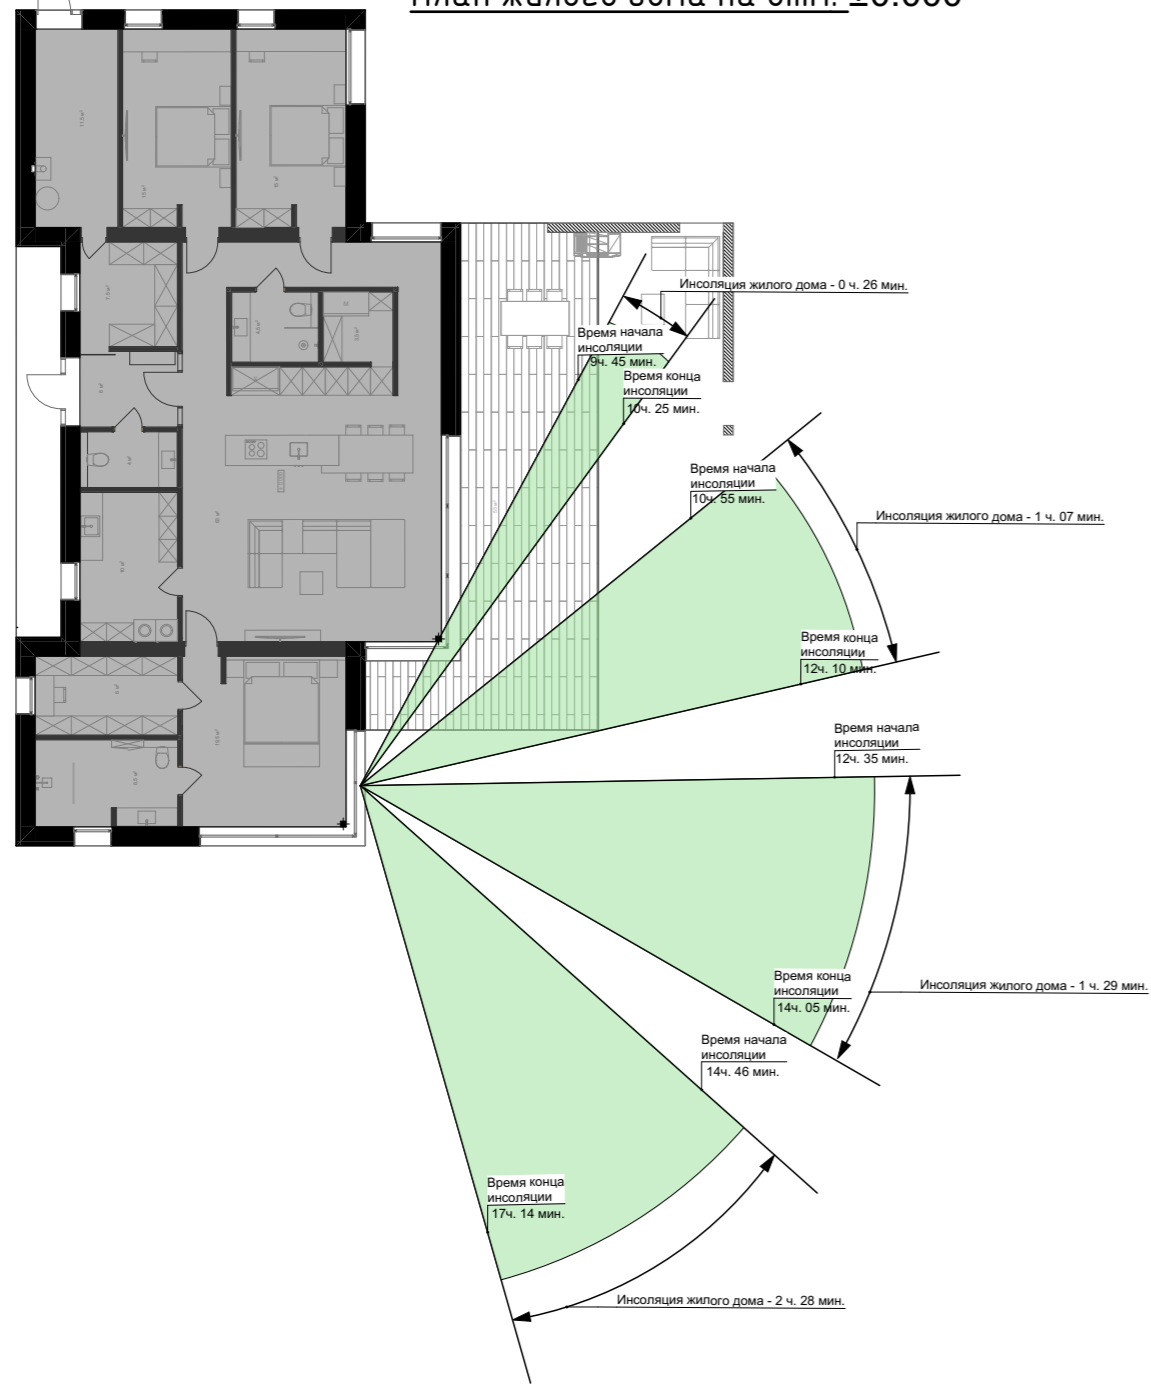 План жилого дома на отм. ±0.000
Инсоляция жилого дома - 0 ч. 26 мин.
Время начала
инсоляции
9ч. 45 мин.
Время конца
инсоляции
10ч. 25 мин.
Время начала
инсоляции
10ч. 55 мин.
Инсоляция жилого дома - 1 ч. 07 мин.
Время конца
инсоляции
12ч. 10 мин.
Время начала
инсоляции
12ч. 35 мин.
Время конца
инсоляции
14ч. 05 мин.
Инсоляция жилого дома - 1 ч. 29 мин.
Время начала
инсоляции
14ч. 46 мин.
Время конца
инсоляции
17ч. 14 мин.
Инсоляция жилого дома - 2 ч. 28 мин.